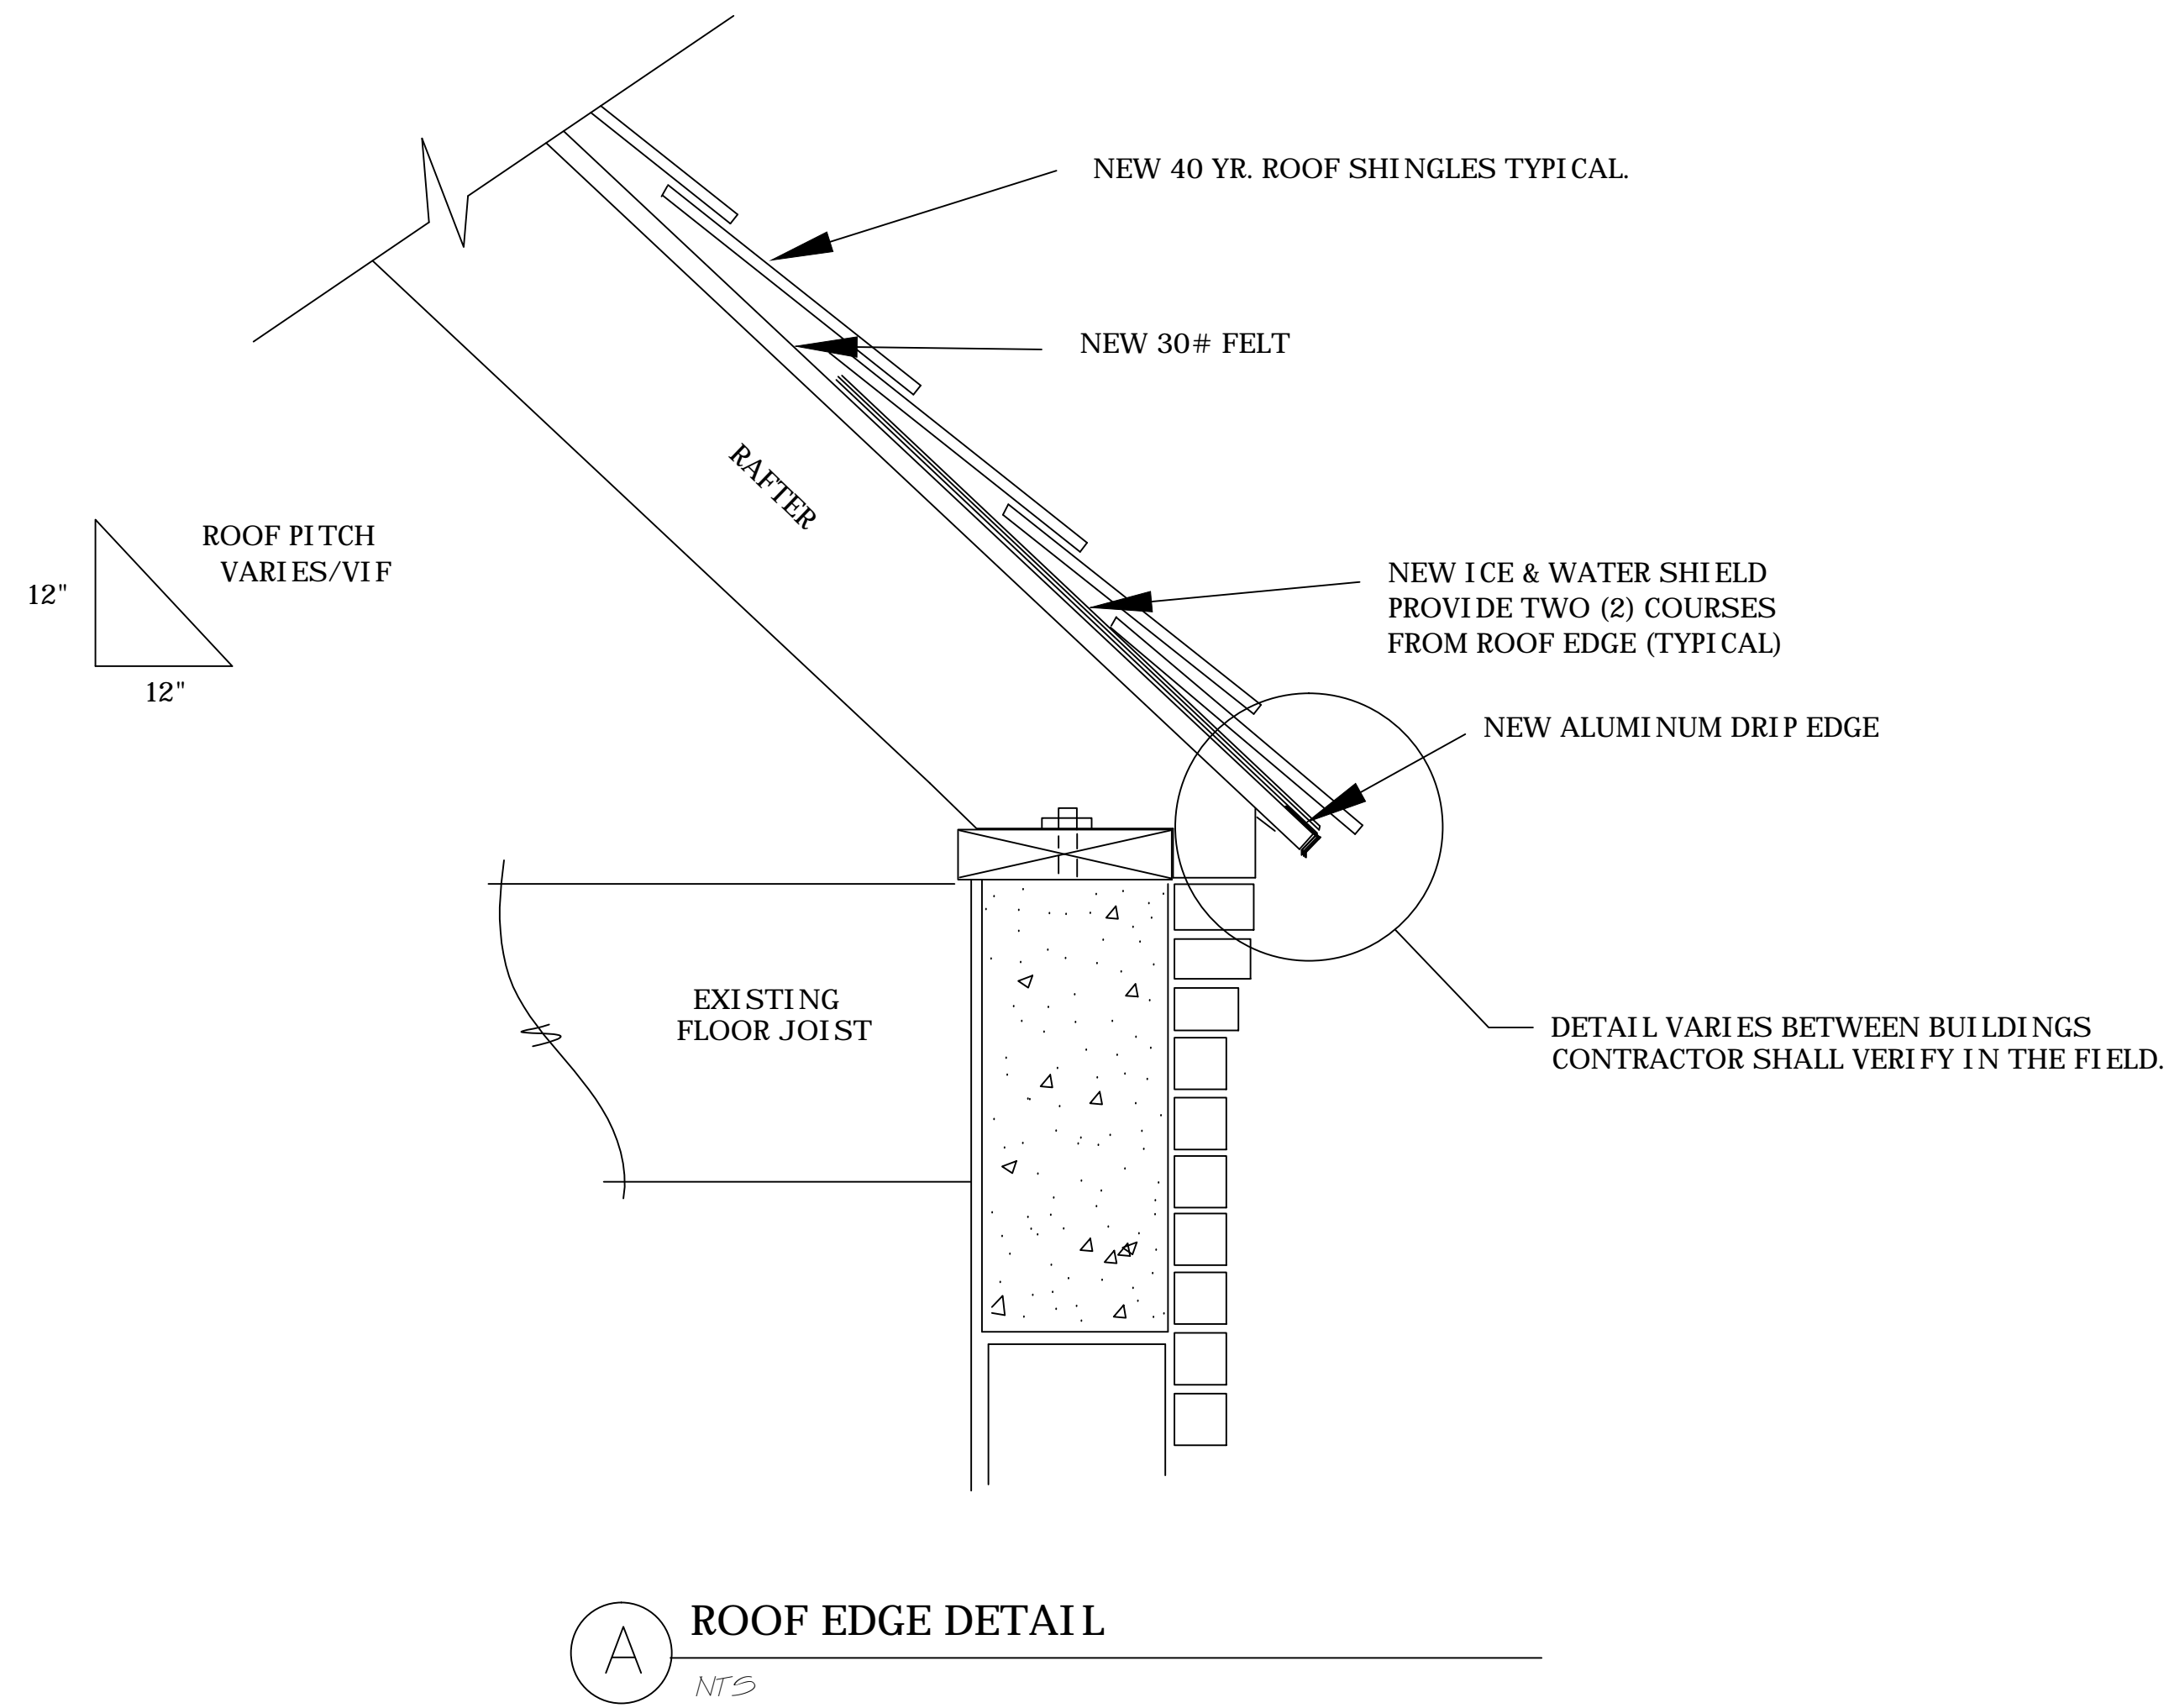 NEW 40 YR. ROOF SHINGLES TYPICAL.
NEW 30# FELT
RAFTER
ROOF PITCH
VARIES/VIF
12"
12"
NEW ICE & WATER SHIELD
PROVIDE TWO (2) COURSES
FROM ROOF EDGE (TYPICAL)
NEW ALUMINUM DRIP EDGE
EXISTING
FLOOR JOIST
DETAIL VARIES BETWEEN BUILDINGS
CONTRACTOR SHALL VERIFY IN THE FIELD.
A
ROOF EDGE DETAIL
NTS